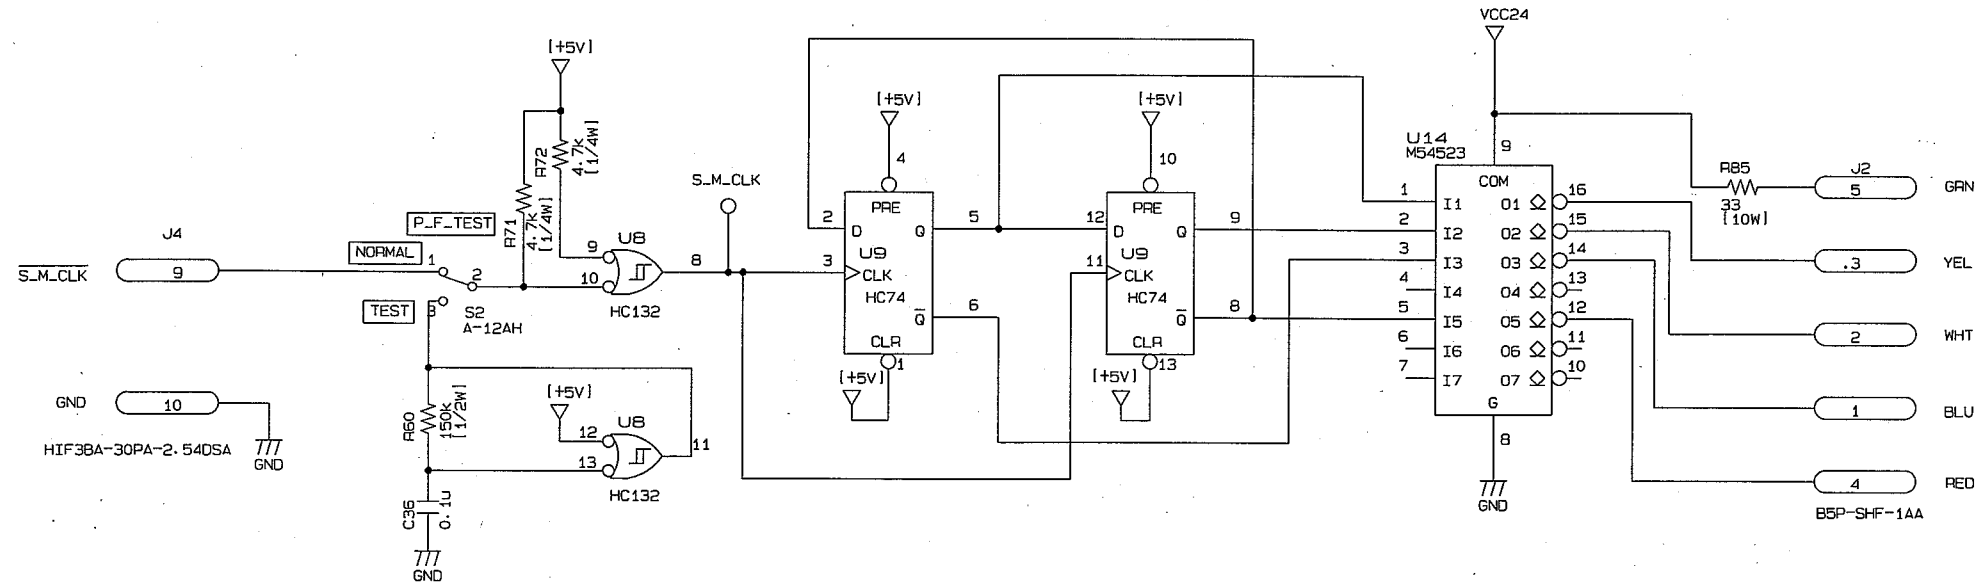 VCC24
[+5V]
R72
4.7K
[1/4W]
R71
4.7K
[1/4W]
P_F_TEST
NORMAL
TEST
J4
S_M_CLK
9
1
2
3
S2
A-12AH
GND
10
HIF3BA-30PA-2.54DSA
GND
R60
150K
[1/2W]
C36
0.1U
GND
9
10
U8
8
HC132
[+5V]
12
13
U8
11
HC132
S_M_CLK
[+5V]
4
PRE
2
D
Q
5
U9
3
CLK
HC74
Q
6
CLR
1
[+5V]
[+5V]
10
PRE
12
D
Q
9
U9
11
CLK
HC74
Q
8
CLR
13
[+5V]
U14
M54523
9
COM
1
I1
O1
16
2
I2
O2
15
3
I3
O3
14
4
I4
O4
13
5
I5
O5
12
6
I6
O6
11
7
I7
O7
10
G
8
GND
R85
33
[10W]
J2
5
GRN
3
YEL
2
WHT
1
BLU
4
RED
B5P-SHF-1AA